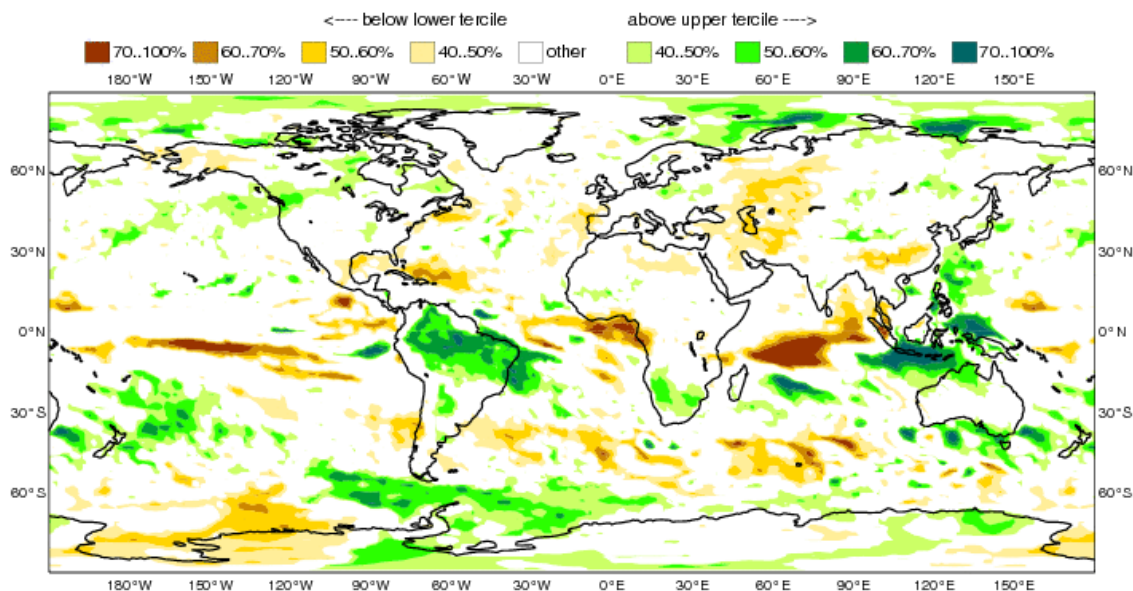 <---- below lower tercile above upper tercile ---->
70..100% 60..70% 50..60% 40..50% other 40..50% 50..60% 60..70% 70..100%
180°W 150°W 120°W 90°W 60°W 30°W 0°E 30°E 60°E 90°E 120°E 150°E
60°N 60°N
30°N 30°N
0°N 0°N
30°S 30°S
60°S 60°S
180°W 150°W 120°W 90°W 60°W 30°W 0°E 30°E 60°E 90°E 120°E 150°E